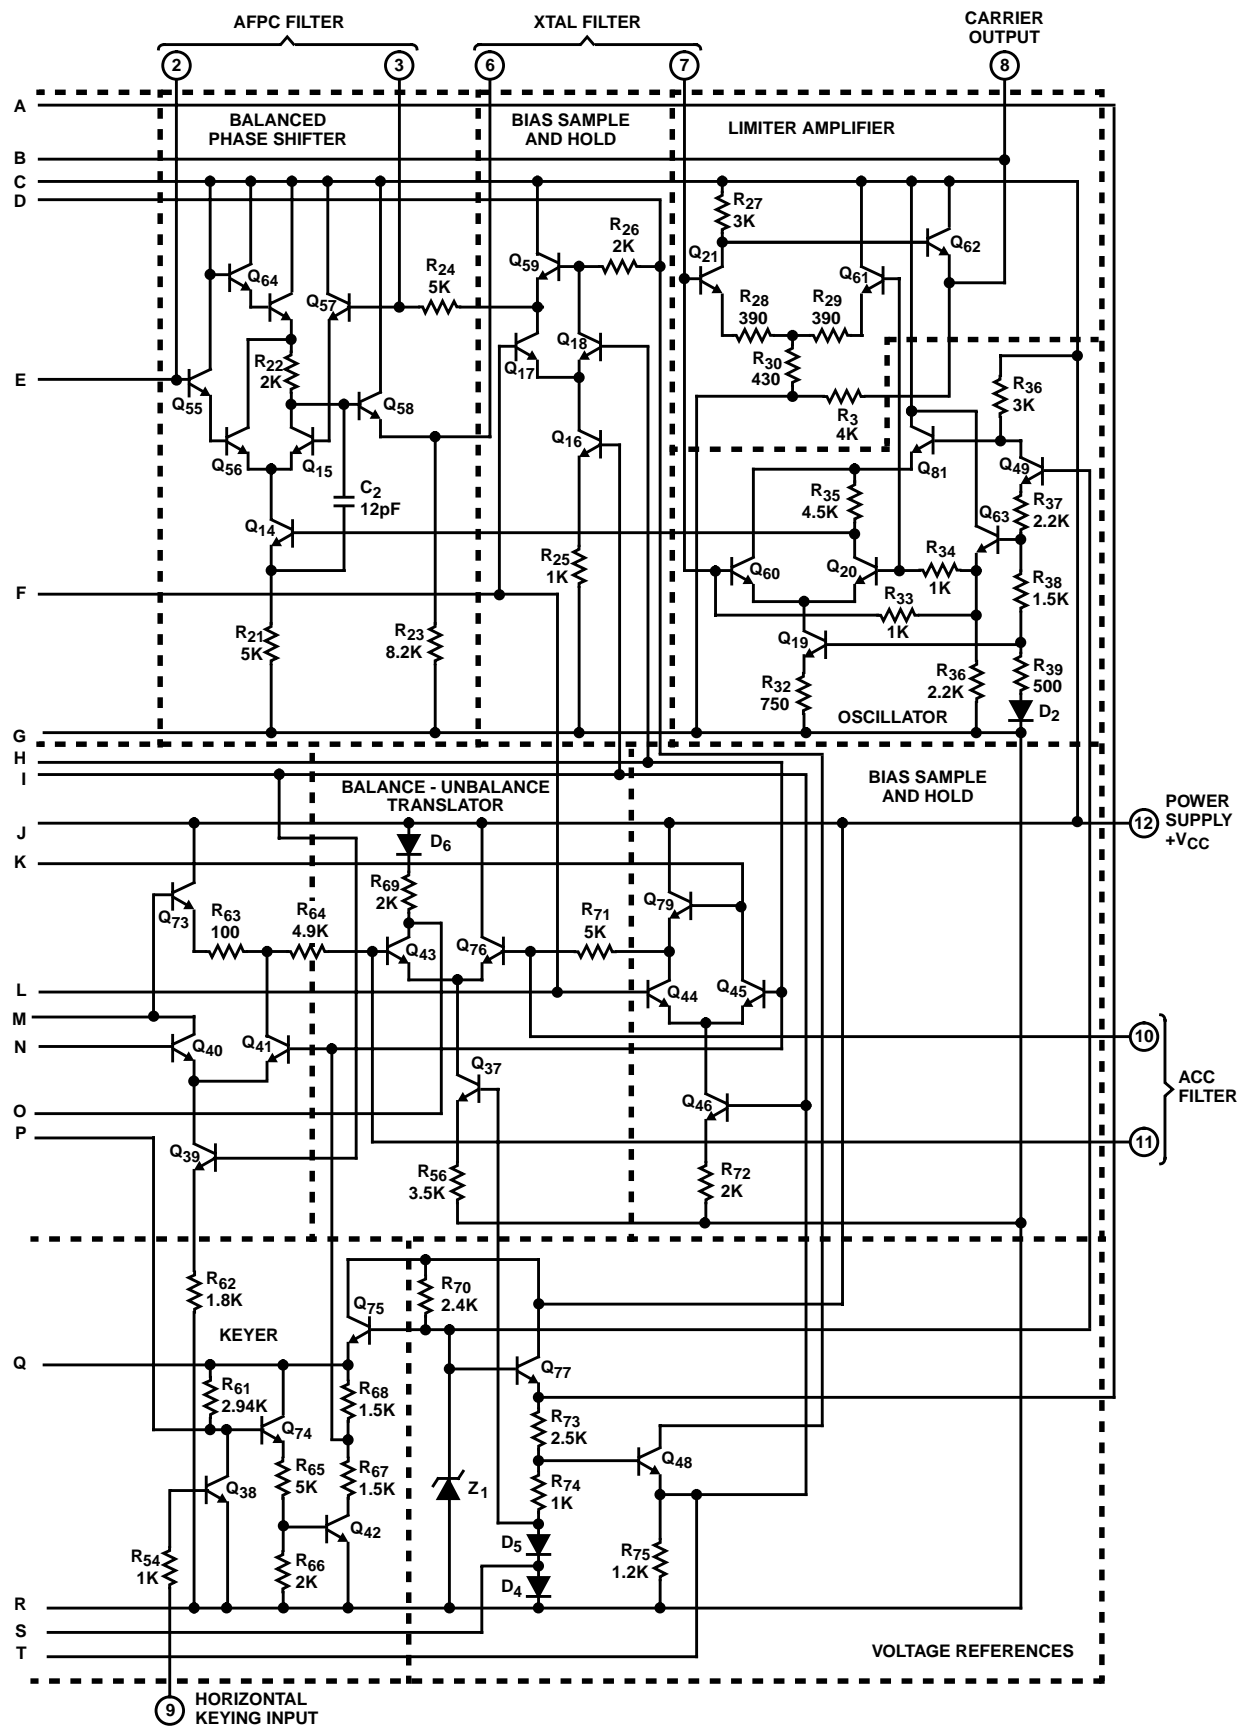 AFPC FILTER
XTAL FILTER
CARRIER
OUTPUT
2
3
6
7
8
A
BALANCED
PHASE SHIFTER
BIAS SAMPLE
AND HOLD
LIMITER AMPLIFIER
B
C
D
R27
3K
R26
2K
Q64
R24
5K
Q59
Q21
Q61
Q62
Q57
R28
390
R29
390
R22
2K
Q18
Q17
R30
430
E
Q55
Q58
R36
3K
R3
4K
Q56
Q15
Q16
Q81
Q49
C2
12pF
R35
4.5K
R37
2.2K
Q14
Q63
R25
1K
Q60
Q20
R34
1K
R38
1.5K
F
R33
1K
R21
5K
R23
8.2K
Q19
R32
750
R36
2.2K
R39
500
D2
OSCILLATOR
G
H
I
BALANCE - UNBALANCE
TRANSLATOR
BIAS SAMPLE
AND HOLD
J
12
POWER
SUPPLY
+VCC
D6
K
R69
2K
Q73
R63
100
R64
4.9K
Q43
Q76
R71
5K
Q79
L
Q44
Q45
M
N
Q40
Q41
10
Q37
ACC
FILTER
O
Q46
P
11
Q39
R56
3.5K
R72
2K
R62
1.8K
Q75
R70
2.4K
KEYER
Q
Q77
R61
2.94K
R68
1.5K
Q74
R73
2.5K
Q48
R65
5K
R67
1.5K
Q38
Z1
R74
1K
Q42
R54
1K
R66
2K
D5
D4
R75
1.2K
R
S
T
VOLTAGE REFERENCES
9
HORIZONTAL
KEYING INPUT